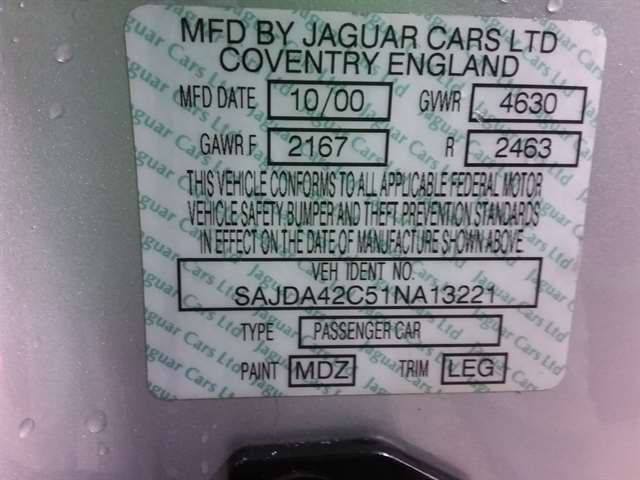 MFD BY JAGUAR CARS LTD
COVENTRY ENGLAND
MFD DATE 10/00 GVWR 4630
GAWR F 2167 R 2463
THIS VEHICLE CONFORMS TO ALL APPLICABLE FEDERAL MOTOR
VEHICLE SAFETY BUMPER AND THEFT PREVENTION STANDARDS
IN EFFECT ON THE DATE OF MANUFACTURE SHOWN ABOVE
VEH IDENT NO.
SAJDA42C51NA13221
TYPE PASSENGER CAR
PAINT MDZ TRIM LEG